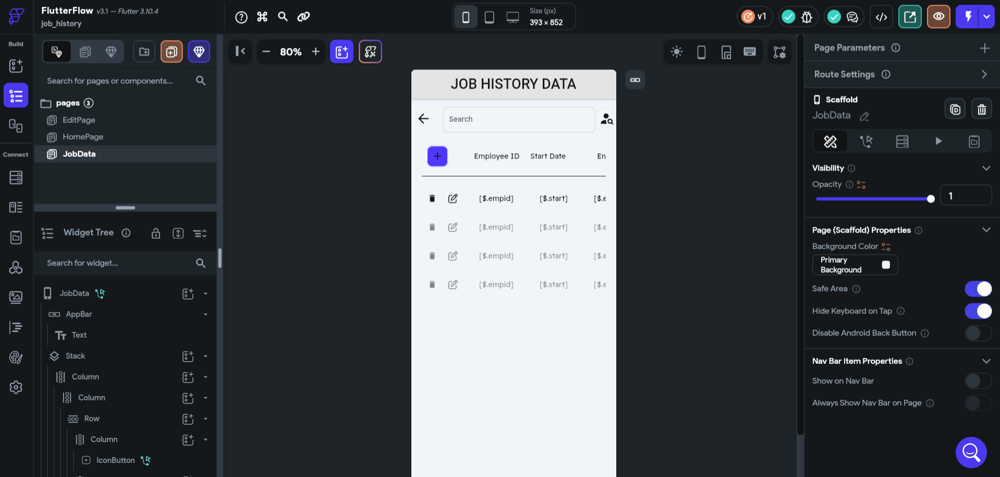 FlutterFlow v3.1 — Flutter 3.10.4
job_history
Size (px)
393 × 852
v1
Build
Connect
Search for pages or components...
pages 3
EditPage
HomePage
JobData
Widget Tree
Search for widget...
JobData
AppBar
Text
Stack
Column
Column
Row
Column
IconButton
80%
JOB HISTORY DATA
Search
Employee ID Start Date En
[$.empid] [$.start] [$.e
[$.empid] [$.start] [$.e
[$.empid] [$.start] [$.e
[$.empid] [$.start] [$.e
Page Parameters
Route Settings
Scaffold
JobData
Visibility
Opacity
1
Page (Scaffold) Properties
Background Color
Primary
Background
Safe Area
Hide Keyboard on Tap
Disable Android Back Button
Nav Bar Item Properties
Show on Nav Bar
Always Show Nav Bar on Page